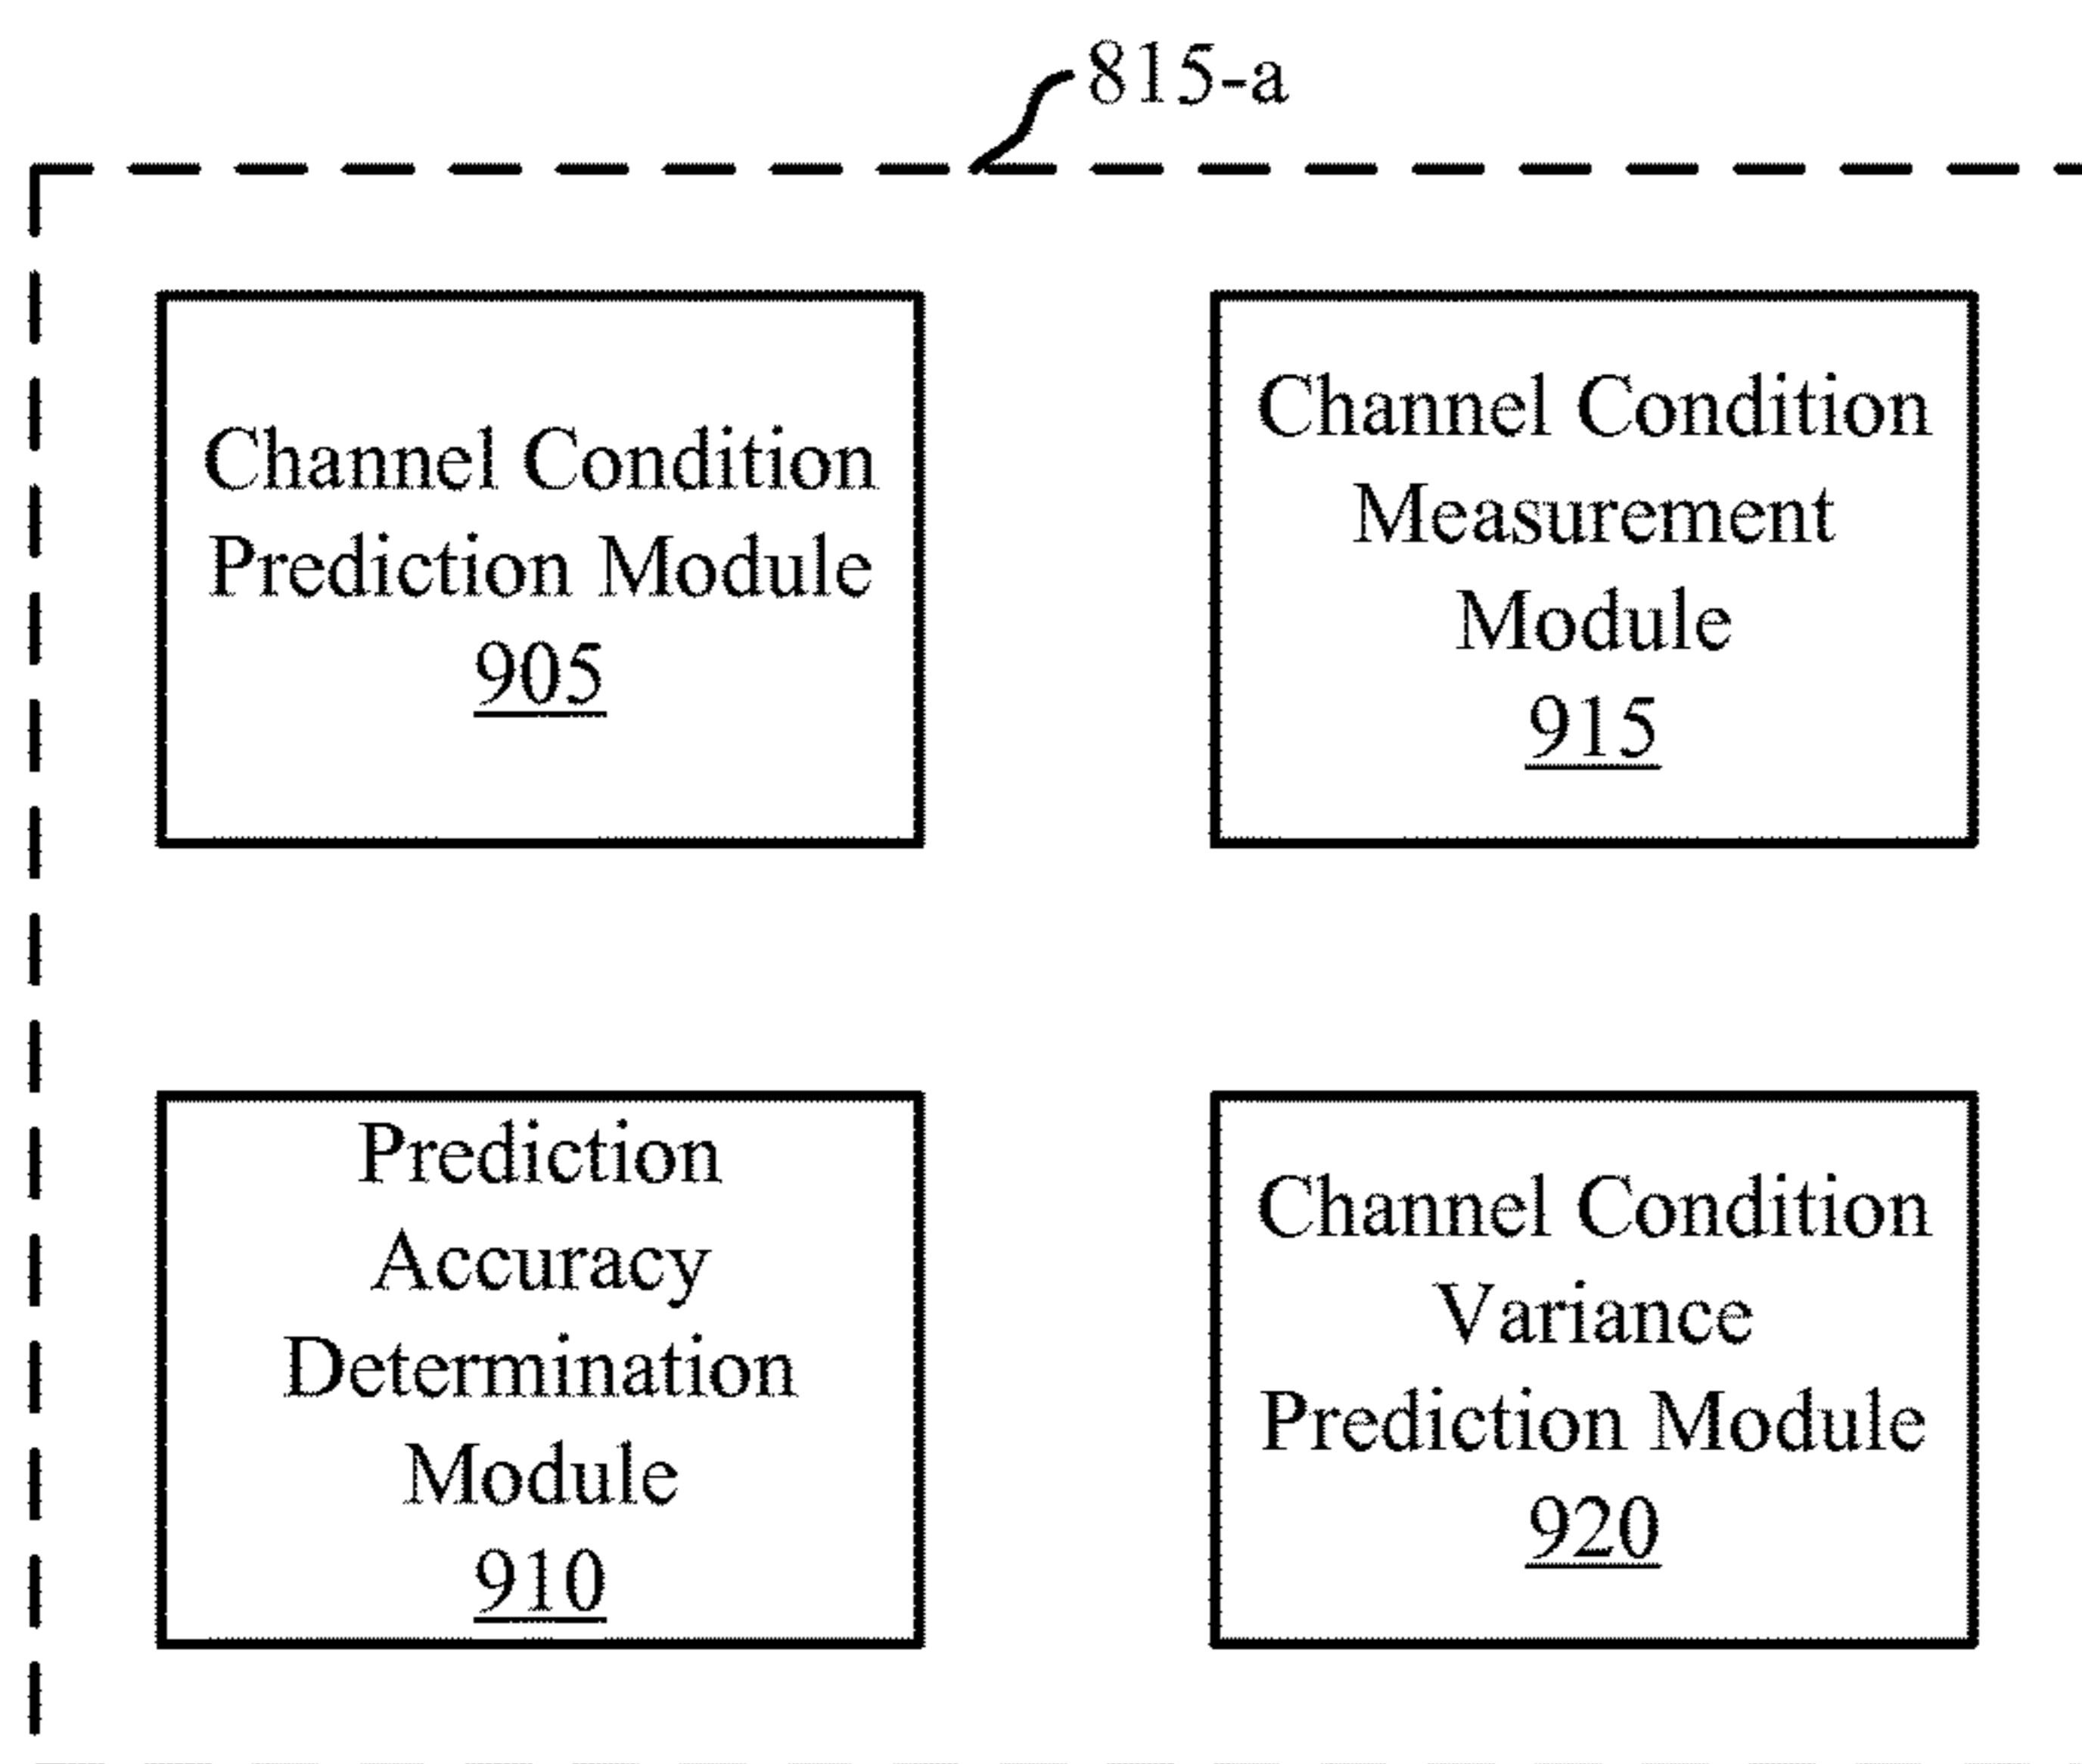 815-a
Channel Condition
Prediction Module
905
Channel Condition
Measurement
Module
915
Prediction
Accuracy
Determination
Module
910
Channel Condition
Variance
Prediction Module
920